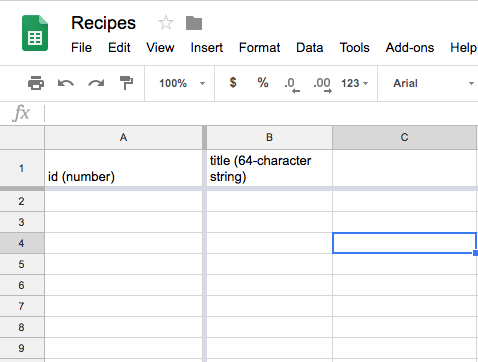 Recipes
File Edit View Insert Format Data Tools Add-ons Help
100% $ % .0 .00 123 Arial
fx
A B C
1 id (number) title (64-character
string)
2
3
4
5
6
7
8
9